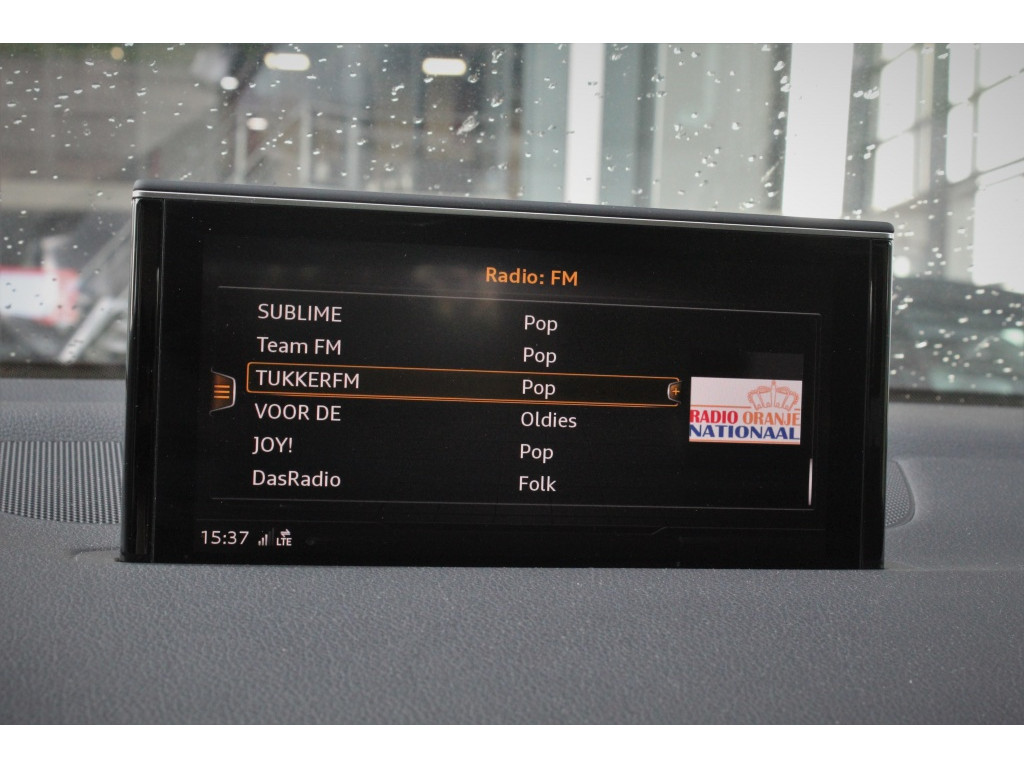 Radio: FM
SUBLIME Pop
Team FM Pop
TUKKERFM Pop
VOOR DE Oldies
JOY! Pop
DasRadio Folk
RADIO ORANJE
NATIONAAL
15:37 LTE